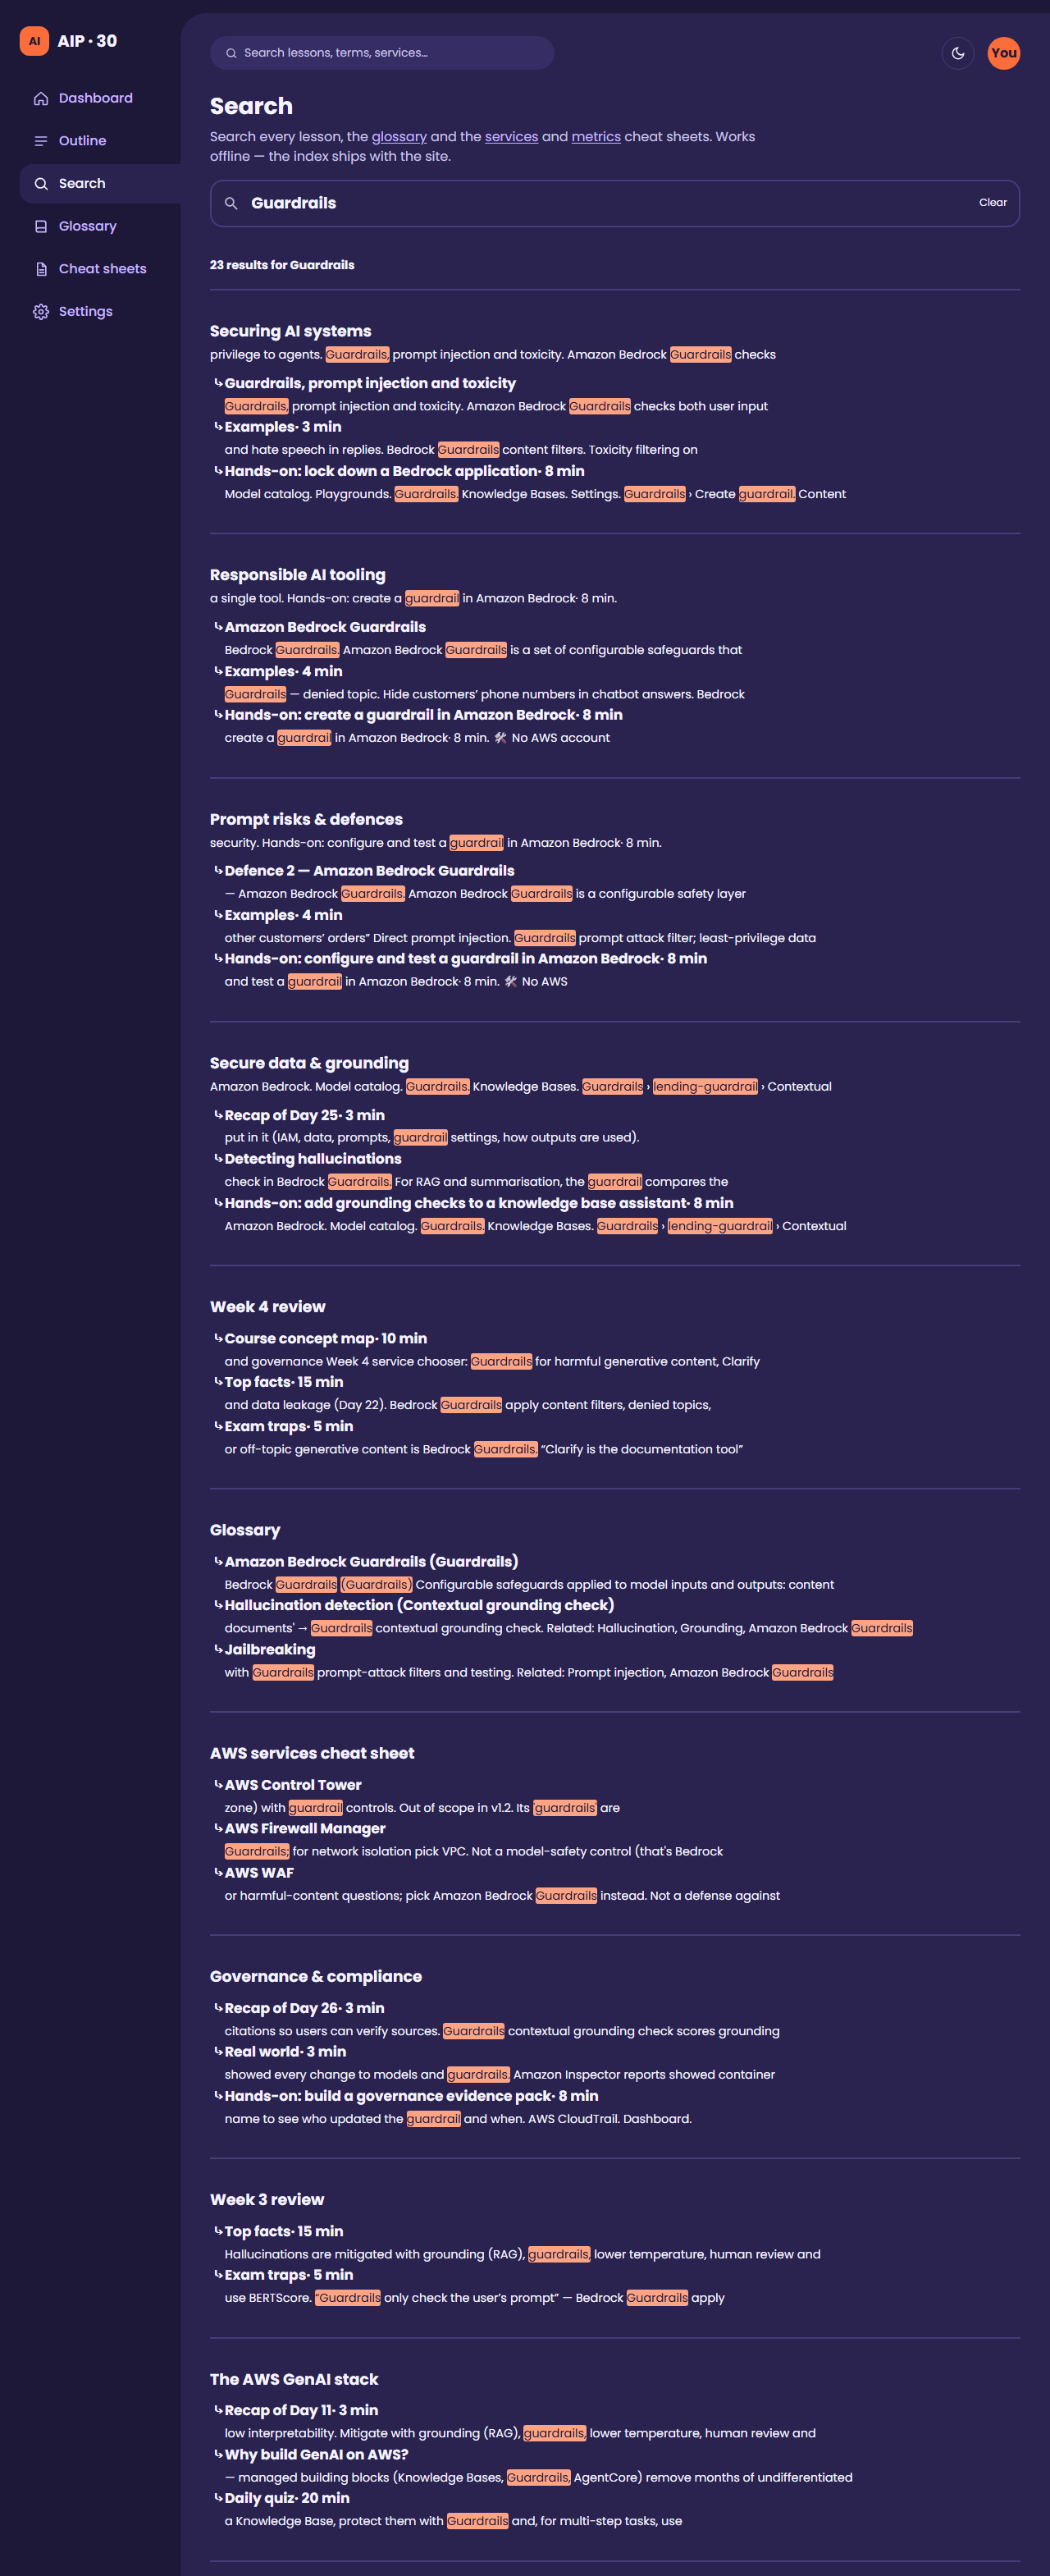 AI AIP · 30
Dashboard
Outline
Search
Glossary
Cheat sheets
Settings
Search lessons, terms, services…
You
Search
Search every lesson, the glossary and the services and metrics cheat sheets. Works
offline — the index ships with the site.
Guardrails
Clear
23 results for Guardrails
Securing AI systems
privilege to agents. Guardrails, prompt injection and toxicity. Amazon Bedrock Guardrails checks
Guardrails, prompt injection and toxicity
Guardrails, prompt injection and toxicity. Amazon Bedrock Guardrails checks both user input
Examples· 3 min
and hate speech in replies. Bedrock Guardrails content filters. Toxicity filtering on
Hands-on: lock down a Bedrock application· 8 min
Model catalog. Playgrounds. Guardrails. Knowledge Bases. Settings. Guardrails › Create guardrail. Content
Responsible AI tooling
a single tool. Hands-on: create a guardrail in Amazon Bedrock· 8 min.
Amazon Bedrock Guardrails
Bedrock Guardrails. Amazon Bedrock Guardrails is a set of configurable safeguards that
Examples· 4 min
Guardrails — denied topic. Hide customers’ phone numbers in chatbot answers. Bedrock
Hands-on: create a guardrail in Amazon Bedrock· 8 min
create a guardrail in Amazon Bedrock· 8 min. 🛠 No AWS account
Prompt risks & defences
security. Hands-on: configure and test a guardrail in Amazon Bedrock· 8 min.
Defence 2 — Amazon Bedrock Guardrails
— Amazon Bedrock Guardrails. Amazon Bedrock Guardrails is a configurable safety layer
Examples· 4 min
other customers’ orders” Direct prompt injection. Guardrails prompt attack filter; least-privilege data
Hands-on: configure and test a guardrail in Amazon Bedrock· 8 min
and test a guardrail in Amazon Bedrock· 8 min. 🛠 No AWS
Secure data & grounding
Amazon Bedrock. Model catalog. Guardrails. Knowledge Bases. Guardrails › lending-guardrail › Contextual
Recap of Day 25· 3 min
put in it (IAM, data, prompts, guardrail settings, how outputs are used).
Detecting hallucinations
check in Bedrock Guardrails. For RAG and summarisation, the guardrail compares the
Hands-on: add grounding checks to a knowledge base assistant· 8 min
Amazon Bedrock. Model catalog. Guardrails. Knowledge Bases. Guardrails › lending-guardrail › Contextual
Week 4 review
Course concept map· 10 min
and governance Week 4 service chooser: Guardrails for harmful generative content, Clarify
Top facts· 15 min
and data leakage (Day 22). Bedrock Guardrails apply content filters, denied topics,
Exam traps· 5 min
or off-topic generative content is Bedrock Guardrails. “Clarify is the documentation tool”
Glossary
Amazon Bedrock Guardrails (Guardrails)
Bedrock Guardrails (Guardrails) Configurable safeguards applied to model inputs and outputs: content
Hallucination detection (Contextual grounding check)
documents' → Guardrails contextual grounding check. Related: Hallucination, Grounding, Amazon Bedrock Guardrails
Jailbreaking
with Guardrails prompt-attack filters and testing. Related: Prompt injection, Amazon Bedrock Guardrails
AWS services cheat sheet
AWS Control Tower
zone) with guardrail controls. Out of scope in v1.2. Its 'guardrails' are
AWS Firewall Manager
Guardrails; for network isolation pick VPC. Not a model-safety control (that's Bedrock
AWS WAF
or harmful-content questions; pick Amazon Bedrock Guardrails instead. Not a defense against
Governance & compliance
Recap of Day 26· 3 min
citations so users can verify sources. Guardrails contextual grounding check scores grounding
Real world· 3 min
showed every change to models and guardrails. Amazon Inspector reports showed container
Hands-on: build a governance evidence pack· 8 min
name to see who updated the guardrail and when. AWS CloudTrail. Dashboard.
Week 3 review
Top facts· 15 min
Hallucinations are mitigated with grounding (RAG), guardrails, lower temperature, human review and
Exam traps· 5 min
use BERTScore. “Guardrails only check the user’s prompt” — Bedrock Guardrails apply
The AWS GenAI stack
Recap of Day 11· 3 min
low interpretability. Mitigate with grounding (RAG), guardrails, lower temperature, human review and
Why build GenAI on AWS?
— managed building blocks (Knowledge Bases, Guardrails, AgentCore) remove months of undifferentiated
Daily quiz· 20 min
a Knowledge Base, protect them with Guardrails and, for multi-step tasks, use